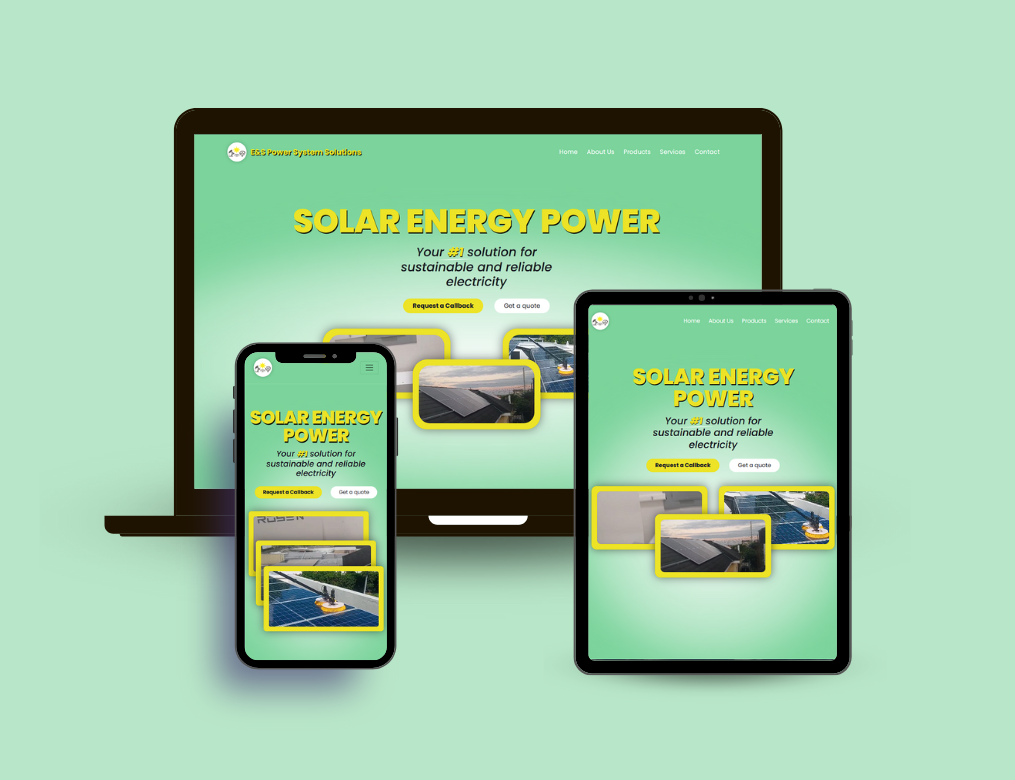 E&S Power System Solutions
Home About Us Products Services Contact
SOLAR ENERGY POWER
Your #1 solution for
sustainable and reliable
electricity
Request a Callback Get a quote
SOLAR ENERGY
POWER
Your #1 solution for
sustainable and reliable
electricity
Request a Callback Get a quote
ROSEN
Home About Us Products Services Contact
SOLAR ENERGY
POWER
Your #1 solution for
sustainable and reliable
electricity
Request a Callback Get a quote